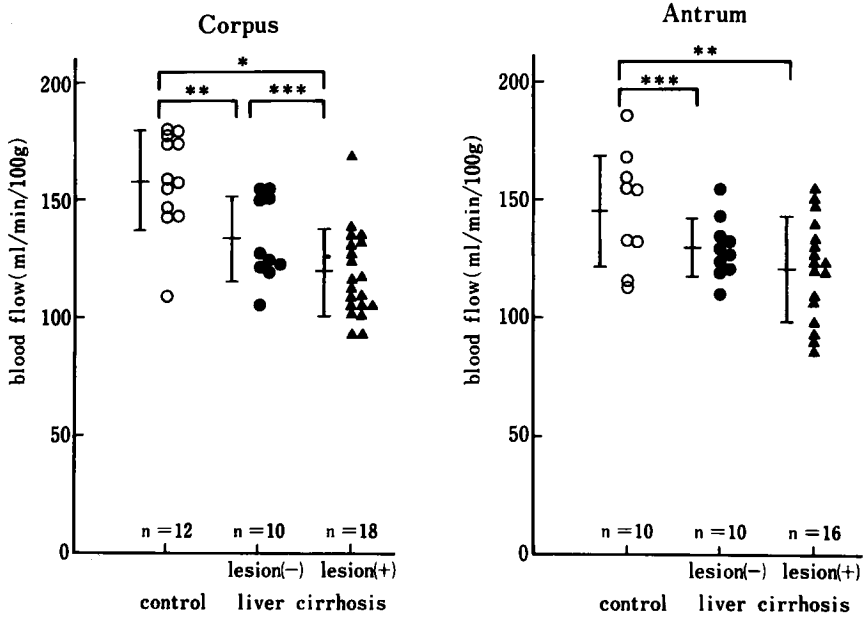 Corpus
*
** ***
200
150
100
50
0
blood flow(ml/min/100g)
n=12 n=10 n=18
lesion(−) lesion(+)
control liver cirrhosis
Antrum
**
***
200
150
100
50
0
blood flow(ml/min/100g)
n=10 n=10 n=16
lesion(−) lesion(+)
control liver cirrhosis